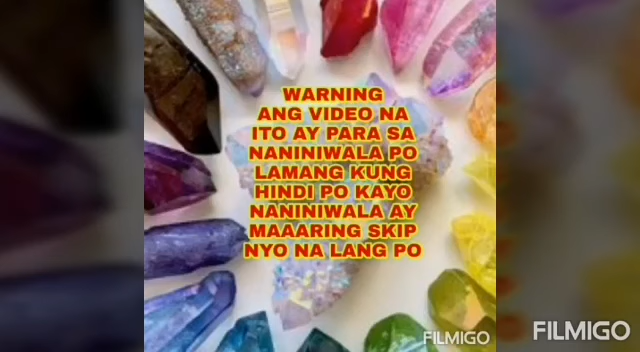 WARNING
ANG VIDEO NA
ITO AY PARA SA
NANINIWALA PO
LAMANG KUNG
HINDI PO KAYO
NANINIWALA AY
MAAARING SKIP
NYO NA LANG PO
FILMIGO
FILMIGO